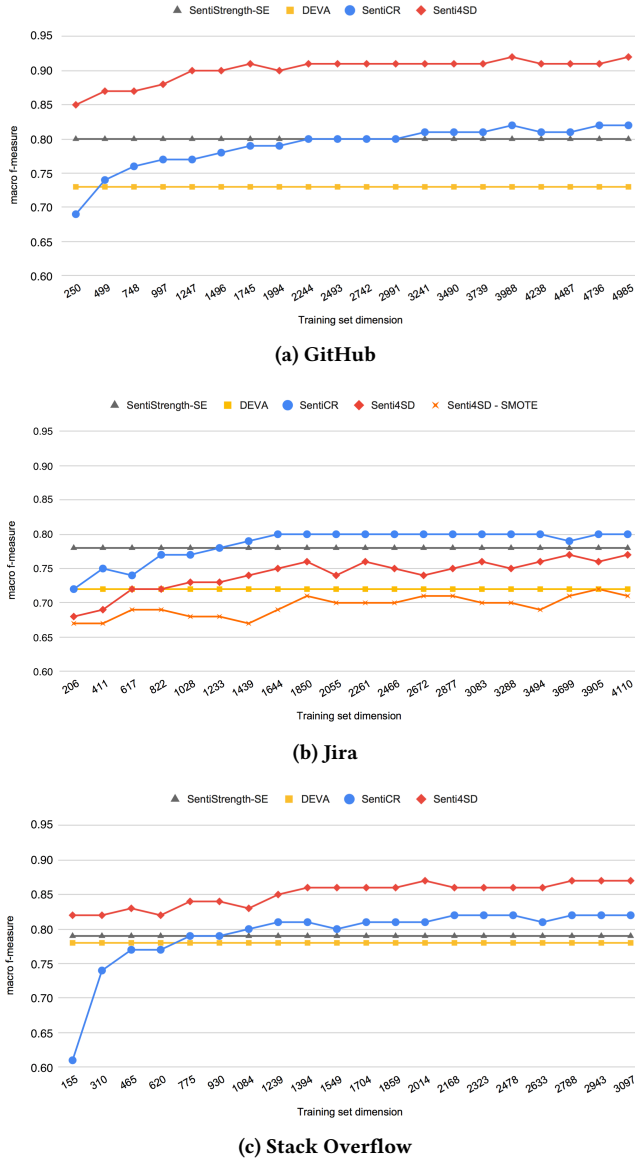 SentiStrength-SE DEVA SentiCR Senti4SD
macro f-measure
0.95
0.90
0.85
0.80
0.75
0.70
0.65
0.60
250 499 748 997 1247 1496 1745 1994 2244 2493 2742 2991 3241 3490 3739 3988 4238 4487 4736 4985
Training set dimension
(a) GitHub
SentiStrength-SE DEVA SentiCR Senti4SD Senti4SD - SMOTE
macro f-measure
0.95
0.90
0.85
0.80
0.75
0.70
0.65
0.60
206 411 617 822 1028 1233 1439 1644 1850 2055 2261 2466 2672 2877 3083 3288 3494 3699 3905 4110
Training set dimension
(b) Jira
SentiStrength-SE DEVA SentiCR Senti4SD
macro f-measure
0.95
0.90
0.85
0.80
0.75
0.70
0.65
0.60
155 310 465 620 775 930 1084 1239 1394 1549 1704 1859 2014 2168 2323 2478 2633 2788 2943 3097
Training set dimension
(c) Stack Overflow